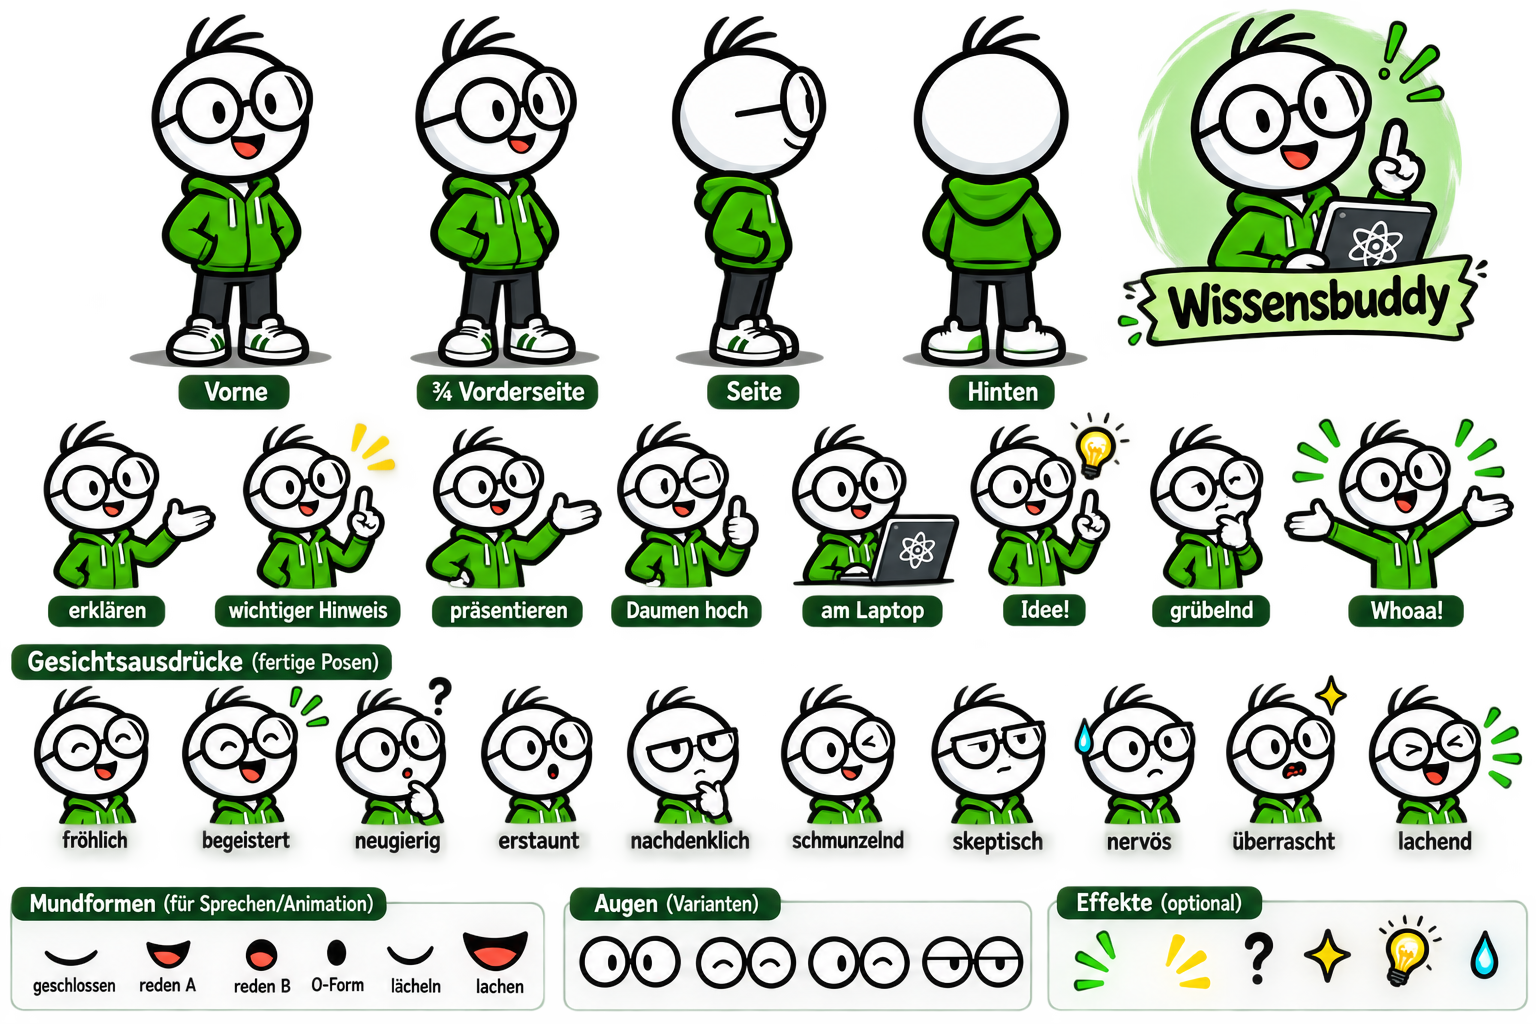 Wissensbuddy
Vorne
¾ Vorderseite
Seite
Hinten
erklären
wichtiger Hinweis
präsentieren
Daumen hoch
am Laptop
Idee!
grübelnd
Whoaa!
Gesichtsausdrücke (fertige Posen)
?
fröhlich
begeistert
neugierig
erstaunt
nachdenklich
schmunzelnd
skeptisch
nervös
überrascht
lachend
Mundformen (für Sprechen/Animation)
geschlossen
reden A
reden B
O-Form
lächeln
lachen
Augen (Varianten)
Effekte (optional)
?